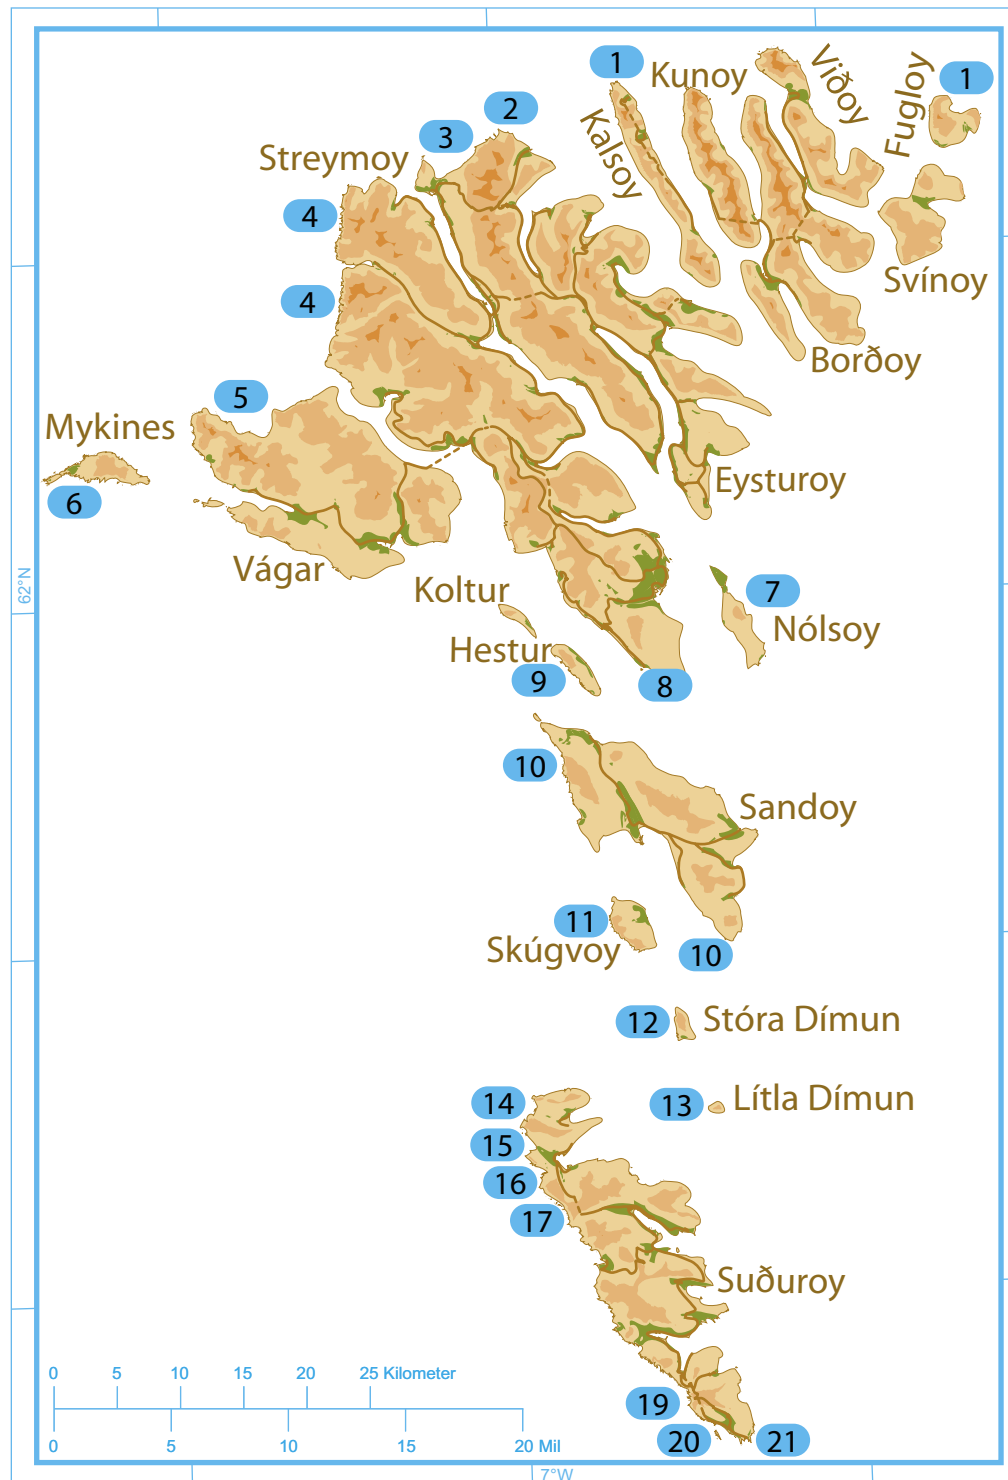 1
Kunoy
Viðoy
Fugloy
1
2
Kalsoy
3
Streymoy
4
Svínoy
4
Borðoy
5
Mykines
Eysturoy
6
Vágar
62°N
Koltur
7
Nólsoy
Hestur
9
8
10
Sandoy
11
Skúgvoy
10
12
Stóra Dímun
13
Lítla Dímun
14
15
16
17
Suðuroy
0 5 10 15 20 25 Kilometer
19
20
21
0 5 10 15 20 Mil
7°W